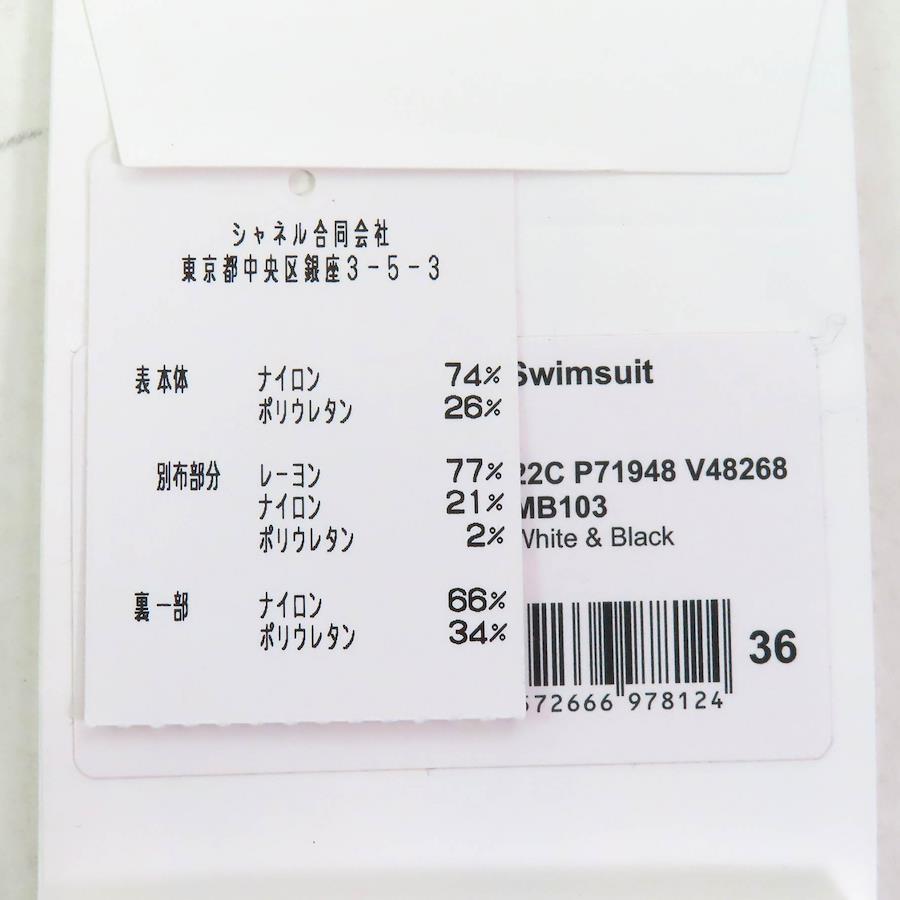 シャネル合同会社
東京都中央区銀座3-5-3
表本体 ナイロン 74%
ポリウレタン 26%
別布部分 レーヨン 77%
ナイロン 21%
ポリウレタン 2%
裏一部 ナイロン 66%
ポリウレタン 34%
Swimsuit
22C P71948 V48268
MB103
White & Black
572666 978124
36